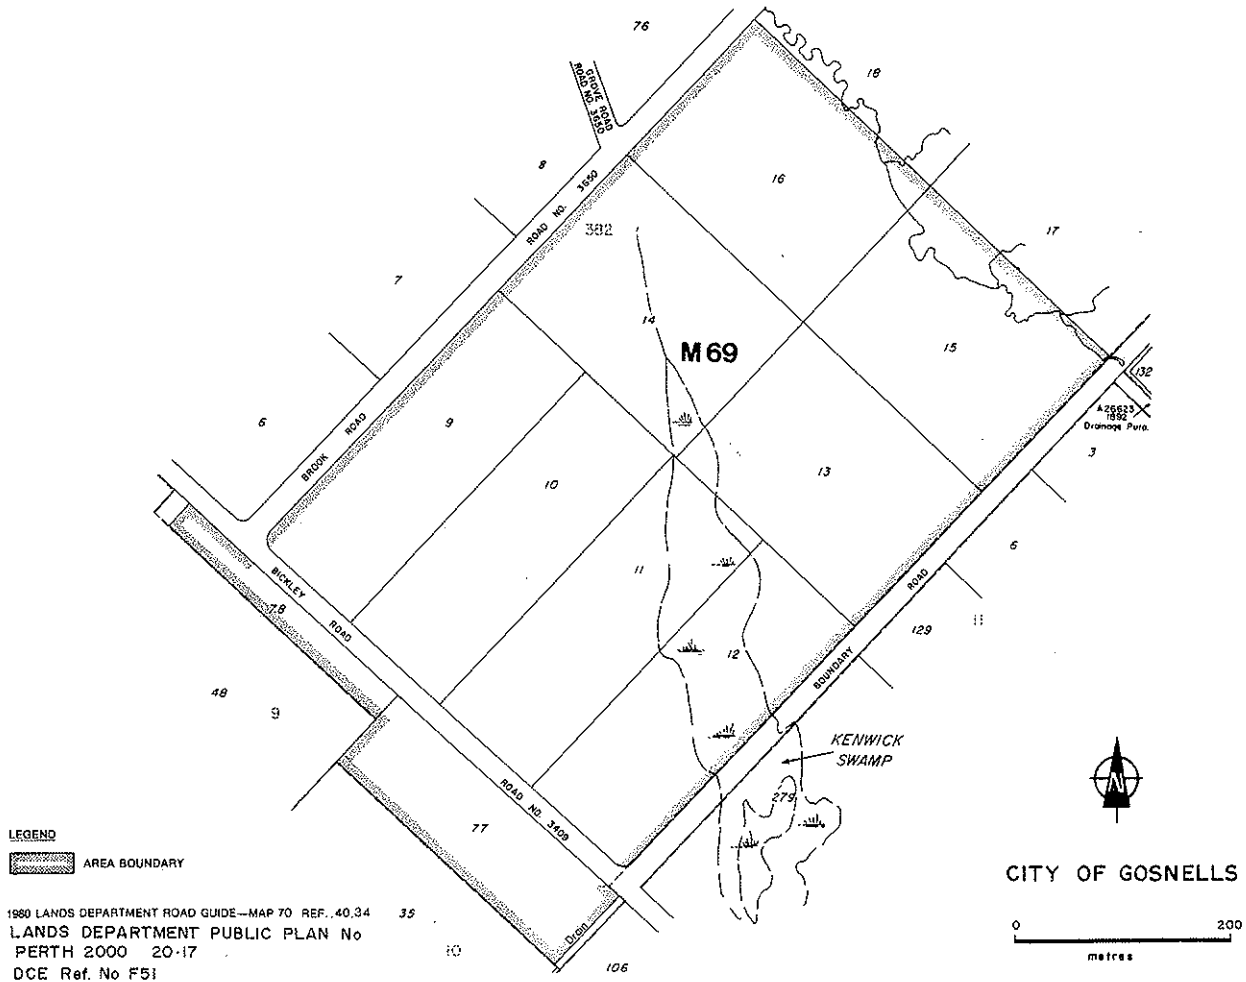 76
18
GROVE ROAD
ROAD NO. 3650
8
16
ROAD NO. 3650
382
17
7
14
M69
15
132
A26623
1892
Drainage Purp.
6
9
BROOK ROAD
3
10
13
6
BICKLEY ROAD
11
ROAD
78
129
11
12
BOUNDARY
48
9
KENWICK
SWAMP
N
279
ROAD NO. 3409
77
LEGEND
AREA BOUNDARY
CITY OF GOSNELLS
1980 LANDS DEPARTMENT ROAD GUIDE—MAP 70 REF. 40,34
35
LANDS DEPARTMENT PUBLIC PLAN No
PERTH 2000 20·17
DCE Ref. No F51
10
Drain
106
0 200
metres